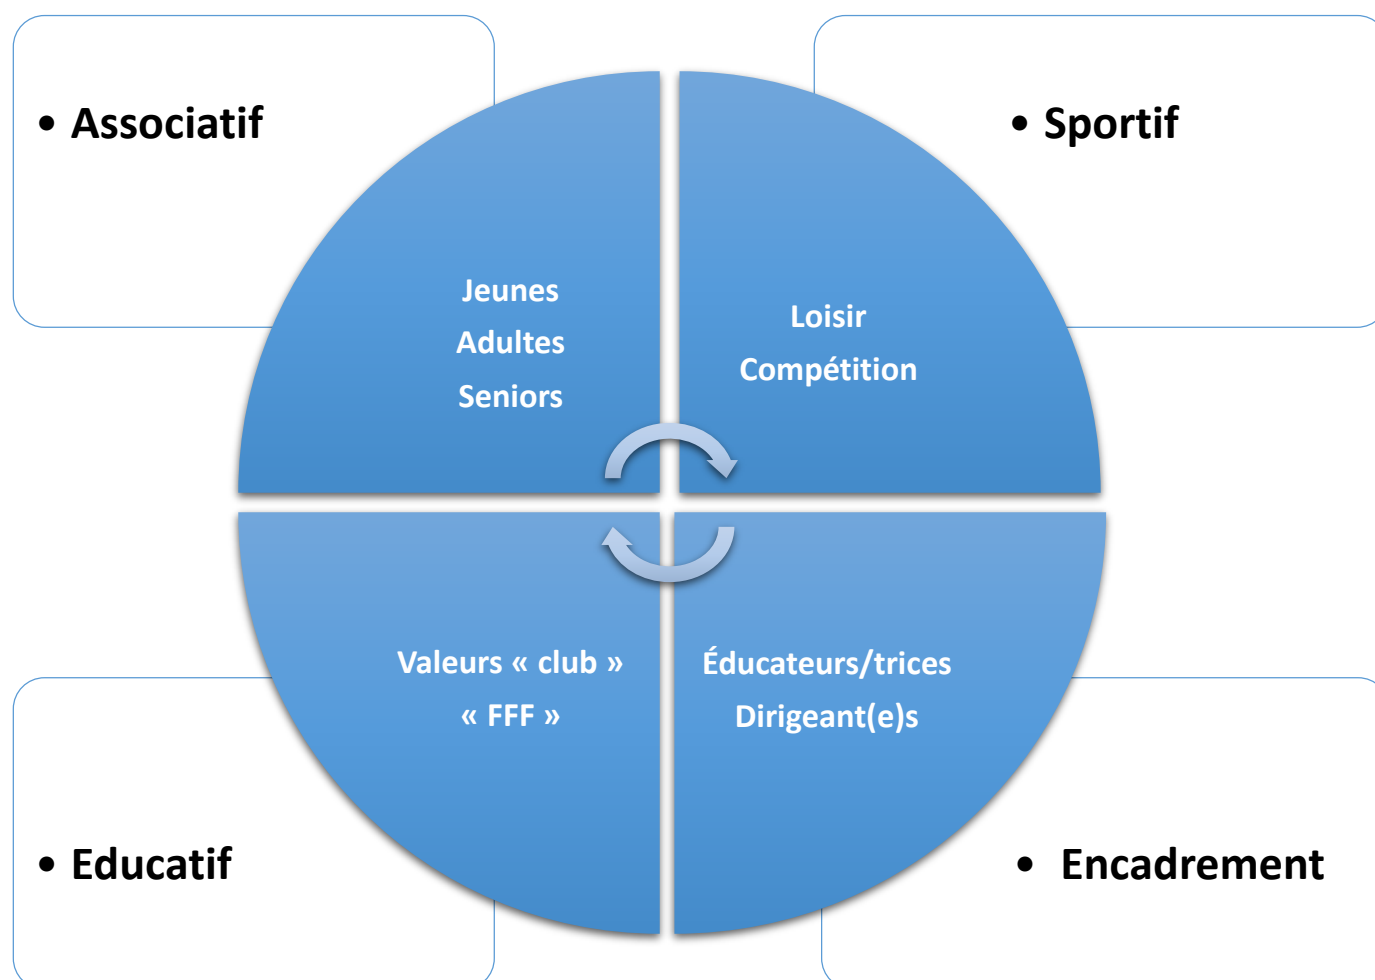 • Associatif
• Sportif
Jeunes
Adultes
Seniors
Loisir
Compétition
Valeurs « club »
« FFF »
Éducateurs/trices
Dirigeant(e)s
• Educatif
• Encadrement